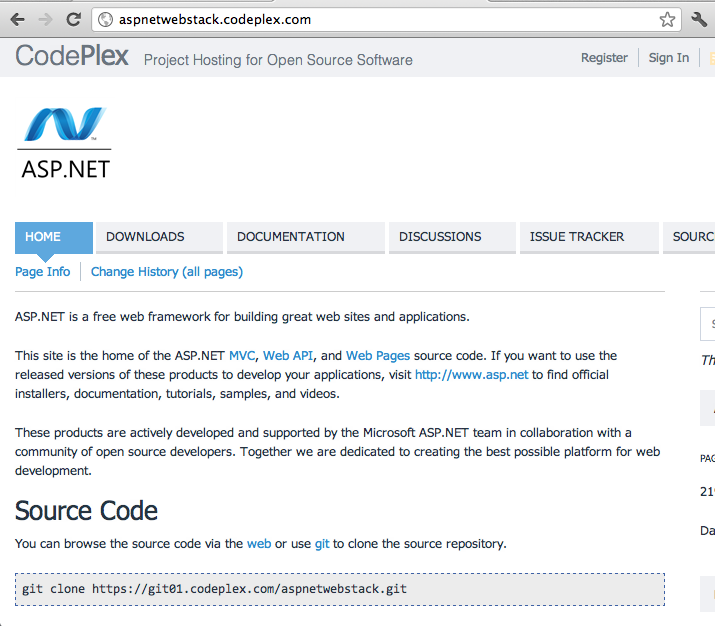 aspnetwebstack.codeplex.com
CodePlex Project Hosting for Open Source Software Register Sign In
TM
ASP.NET
HOME DOWNLOADS DOCUMENTATION DISCUSSIONS ISSUE TRACKER SOURC
Page Info Change History (all pages)
ASP.NET is a free web framework for building great web sites and applications.
This site is the home of the ASP.NET MVC, Web API, and Web Pages source code. If you want to use the
released versions of these products to develop your applications, visit http://www.asp.net to find official
installers, documentation, tutorials, samples, and videos.
Th
These products are actively developed and supported by the Microsoft ASP.NET team in collaboration with a
community of open source developers. Together we are dedicated to creating the best possible platform for web
development.
PAG
21
Source Code
You can browse the source code via the web or use git to clone the source repository.
Da
git clone https://git01.codeplex.com/aspnetwebstack.git